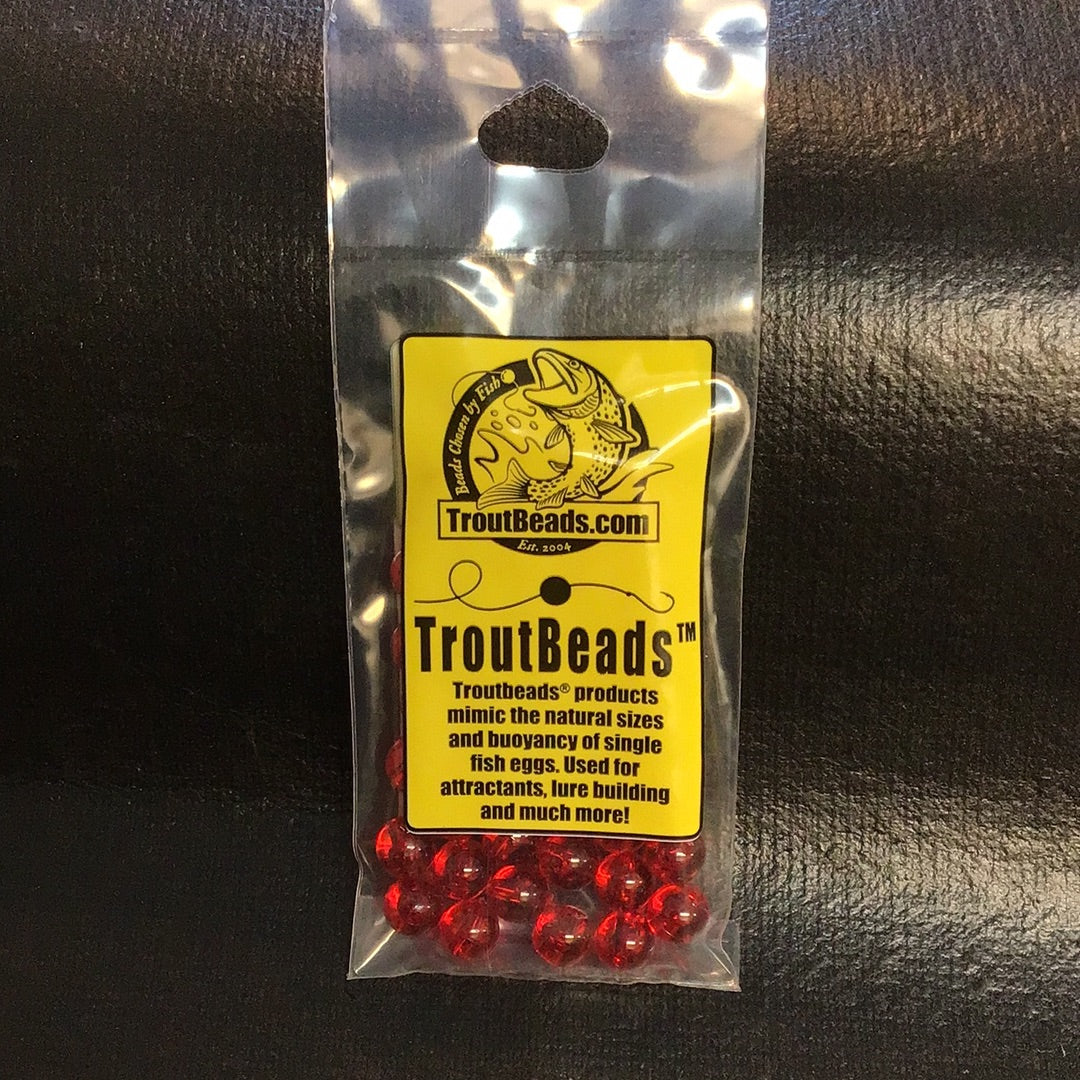 Beads Chosen by Fish
TroutBeads.com
Est. 2004
TroutBeads™
Troutbeads® products
mimic the natural sizes
and buoyancy of single
fish eggs. Used for
attractants, lure building
and much more!